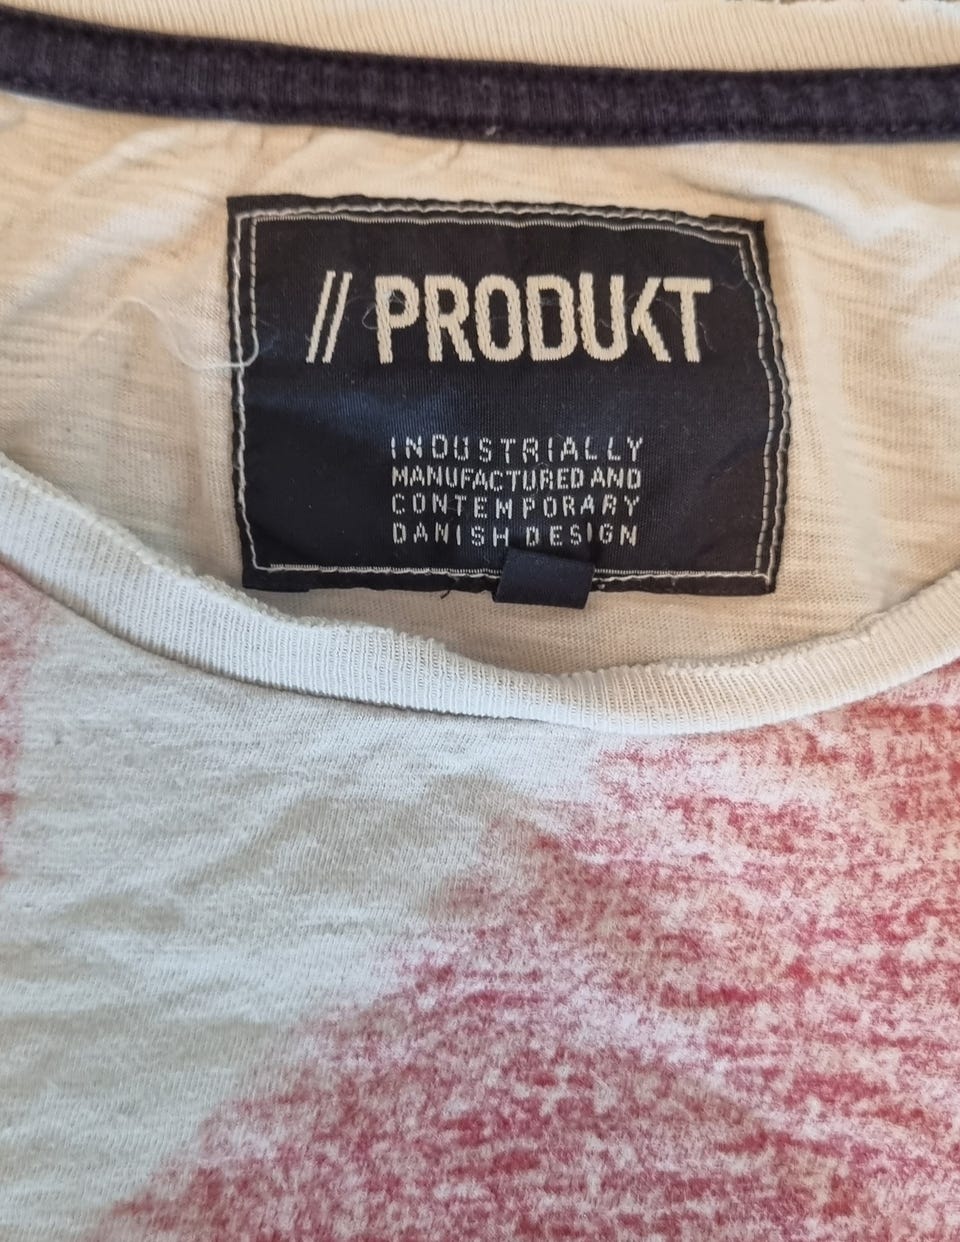 // PRODUKT
INDUSTRIALLY
MANUFACTURED AND
CONTEMPORARY
DANISH DESIGN